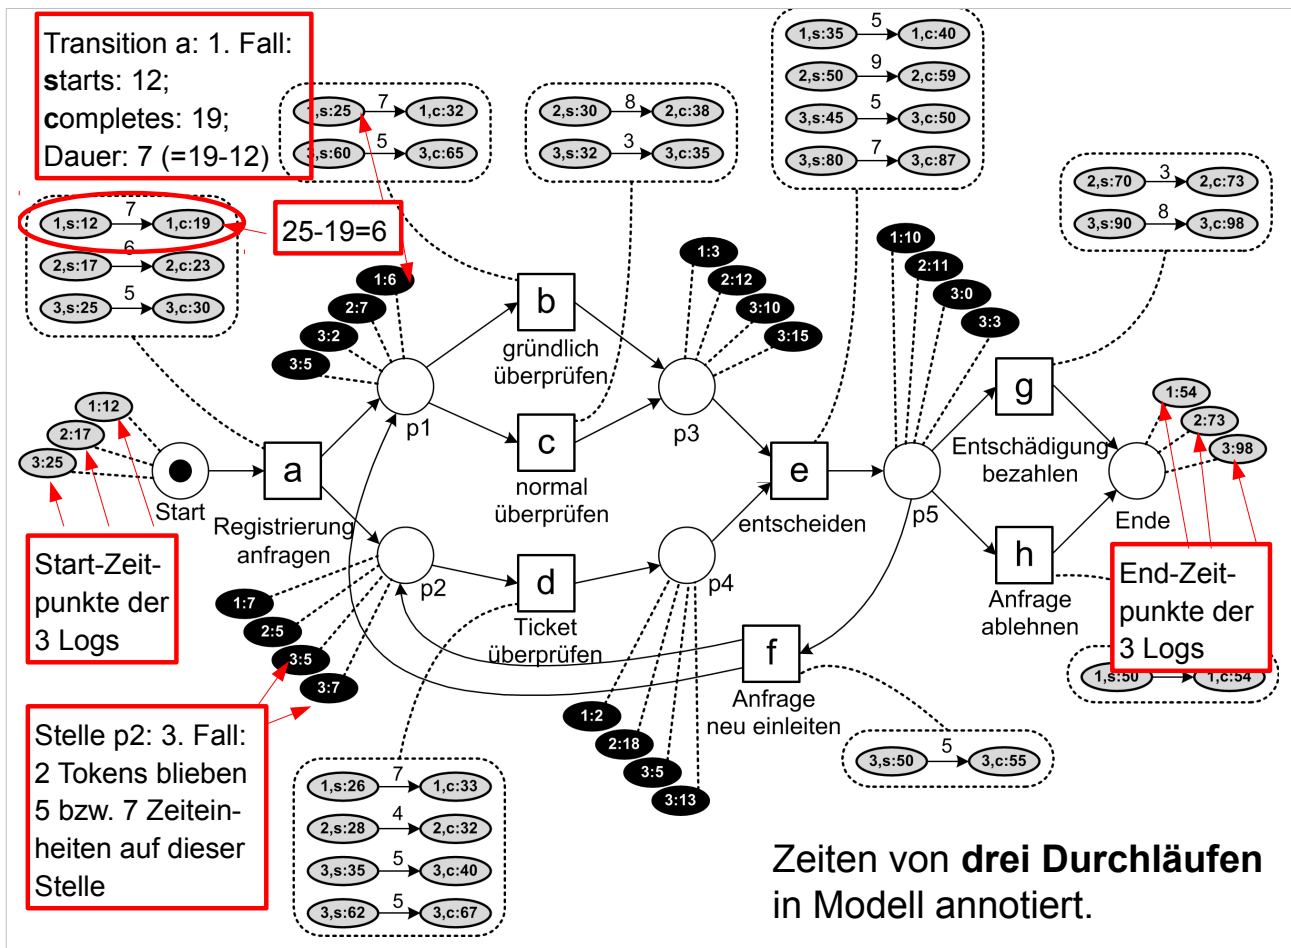 Transition a: 1. Fall:
starts: 12;
completes: 19;
Dauer: 7 (=19-12)
1,s:25 7 1,c:32
3,s:60 5 3,c:65
2,s:30 8 2,c:38
3,s:32 3 3,c:35
1,s:35 5 1,c:40
2,s:50 9 2,c:59
3,s:45 5 3,c:50
3,s:80 7 3,c:87
2,s:70 3 2,c:73
3,s:90 8 3,c:98
1,s:12 7 1,c:19
2,s:17 6 2,c:23
3,s:25 5 3,c:30
25-19=6
1:6
2:7
3:2
3:5
1:3
2:12
3:10
3:15
1:10
2:11
3:0
3:3
b
gründlich
überprüfen
p1
c
normal
überprüfen
p3
g
Entschädigung
bezahlen
1:54
2:73
3:98
1:12
2:17
3:25
Start
a
Registrierung
anfragen
e
entscheiden
p5
Ende
h
Anfrage
ablehnen
Start-Zeit-
punkte der
3 Logs
p2
d
Ticket
überprüfen
p4
f
Anfrage
neu einleiten
End-Zeit-
punkte der
3 Logs
1,s:50 1,c:54
1:7
2:5
3:5
3:7
1:2
2:18
3:5
3:13
3,s:50 5 3,c:55
Stelle p2: 3. Fall:
2 Tokens blieben
5 bzw. 7 Zeitein-
heiten auf dieser
Stelle
1,s:26 7 1,c:33
2,s:28 4 2,c:32
3,s:35 5 3,c:40
3,s:62 5 3,c:67
Zeiten von drei Durchläufen
in Modell annotiert.